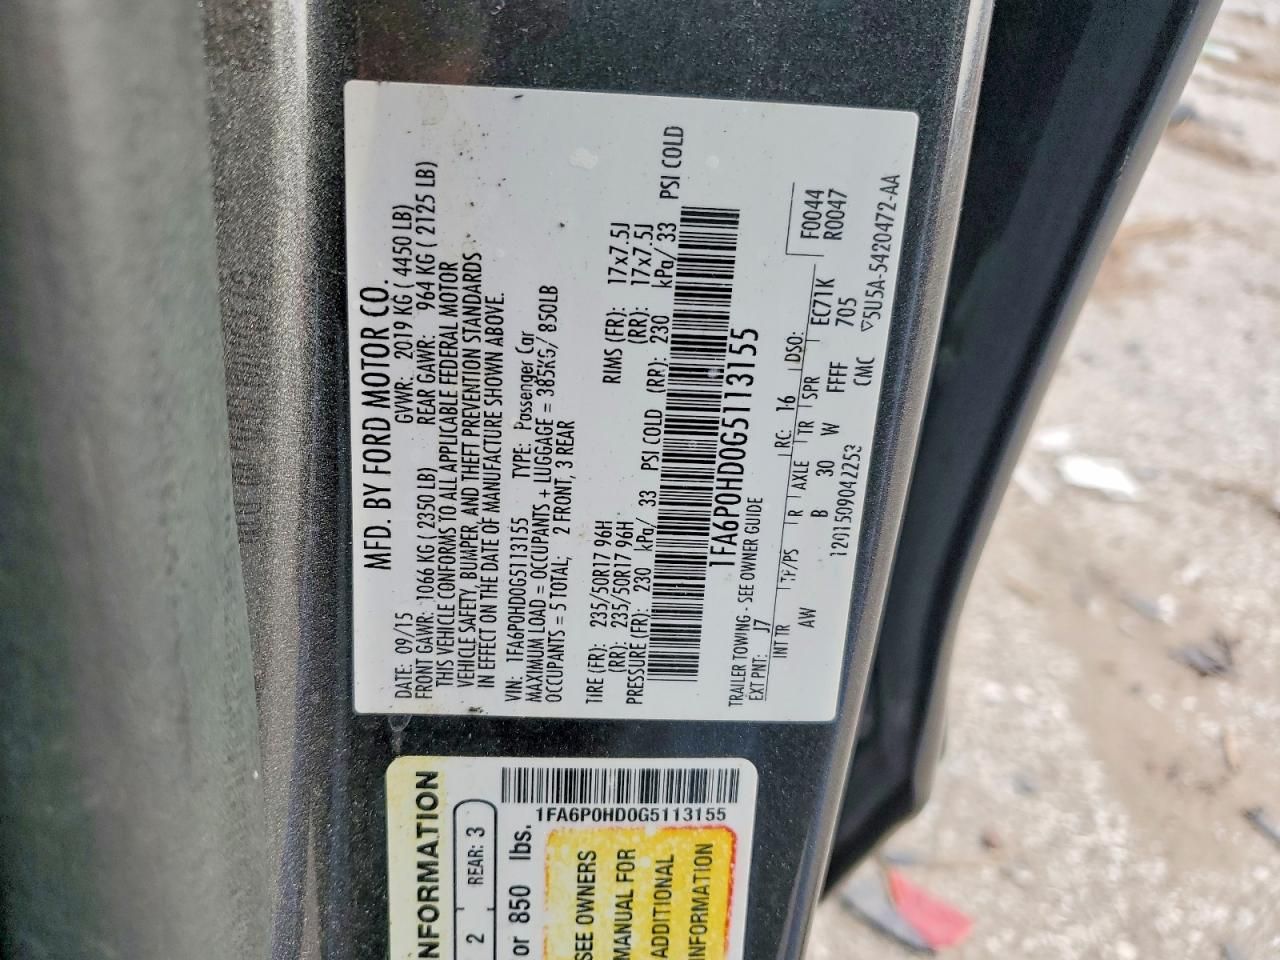 MFD. BY FORD MOTOR CO.
DATE: 09/15 GVWR: 2019 KG ( 4450 LB)
FRONT GAWR: 1066 KG ( 2350 LB) REAR GAWR: 964 KG ( 2125 LB)
THIS VEHICLE CONFORMS TO ALL APPLICABLE FEDERAL MOTOR
VEHICLE SAFETY, BUMPER, AND THEFT PREVENTION STANDARDS
IN EFFECT ON THE DATE OF MANUFACTURE SHOWN ABOVE.
VIN: 1FA6P0HD0G5113155 TYPE: Passenger Car
MAXIMUM LOAD = OCCUPANTS + LUGGAGE = 385KG/ 850LB
OCCUPANTS = 5 TOTAL; 2 FRONT, 3 REAR
TIRE (FR): 235/50R17 96H RIMS (FR): 17x7.5J
(RR): 235/50R17 96H (RR): 17x7.5J
PRESSURE (FR): 230 kPa/ 33 PSI COLD (RR): 230 kPa/ 33 PSI COLD
1FA6P0HD0G5113155
TRAILER TOWING - SEE OWNER GUIDE F0044
EXT PNT: J7 RC: 16 DSO: R0047
INT TR TP/PS R AXLE TR SPR EC71K
AW B 30 W FFFF 705
1201509042253 CMC ▽5U5A-5420472-AA
NFORMATION
2 REAR: 3
or 850 lbs.
1FA6P0HD0G5113155
SEE OWNERS
MANUAL FOR
ADDITIONAL
INFORMATION